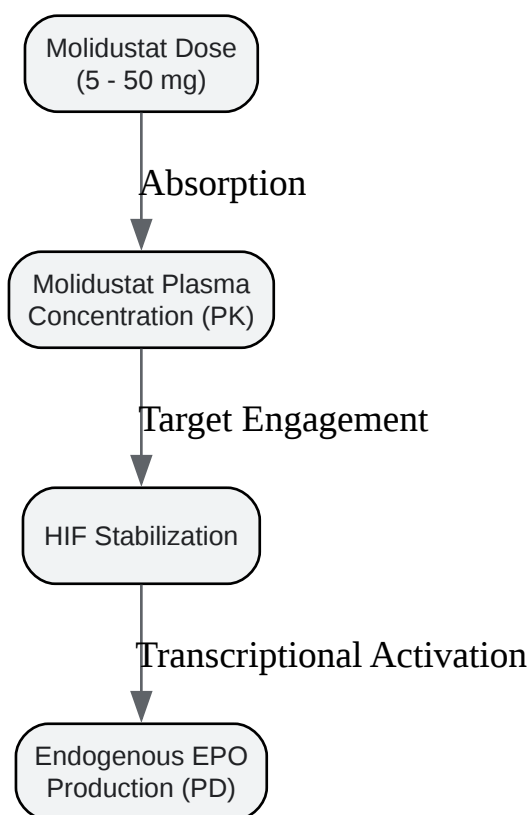 Molidustat Dose
(5 - 50 mg)
Absorption
Molidustat Plasma
Concentration (PK)
Target Engagement
HIF Stabilization
Transcriptional Activation
Endogenous EPO
Production (PD)